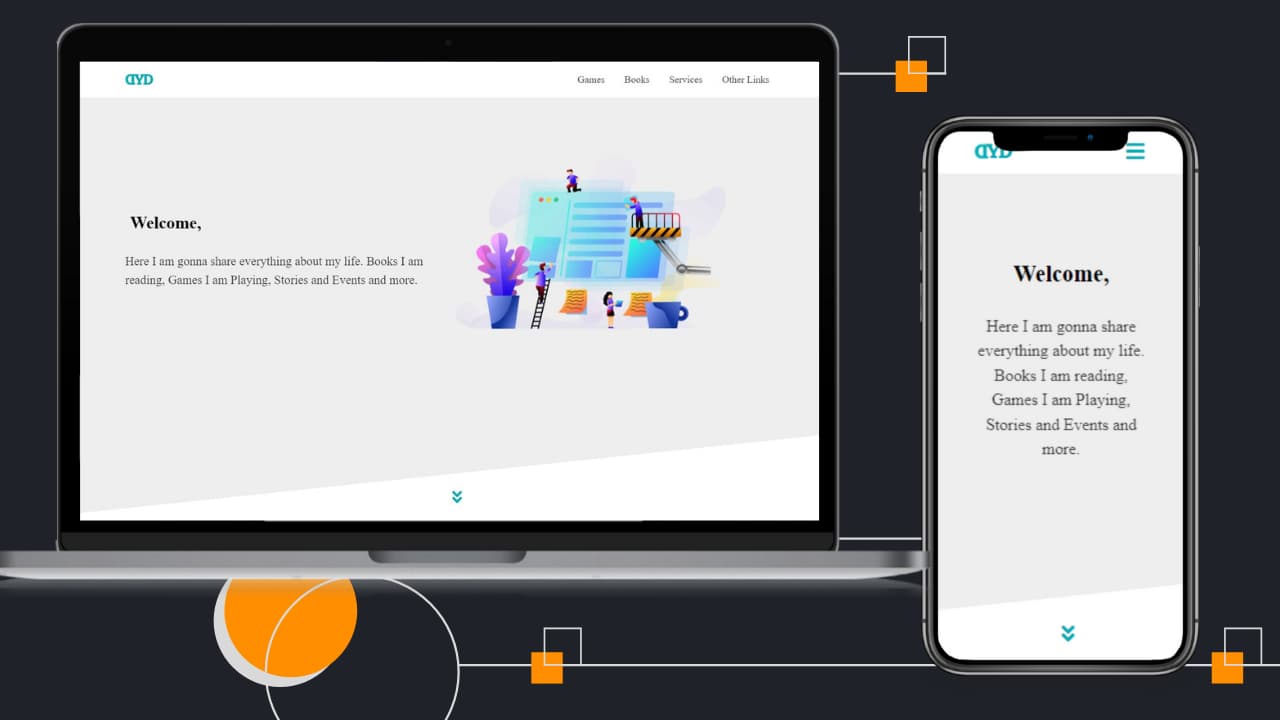 DYD
Games Books Services Other Links
Welcome,
Here I am gonna share everything about my life. Books I am
reading, Games I am Playing, Stories and Events and more.
DYD
Welcome,
Here I am gonna share
everything about my life.
Books I am reading,
Games I am Playing,
Stories and Events and
more.